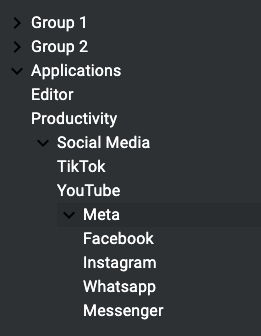 Group 1
Group 2
Applications
Editor
Productivity
Social Media
TikTok
YouTube
Meta
Facebook
Instagram
Whatsapp
Messenger